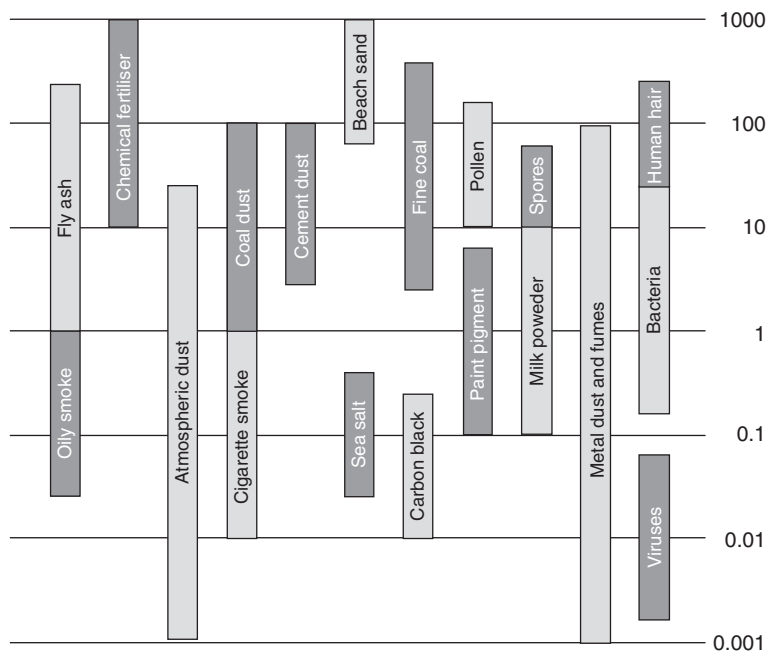 Fly ash
Oily smoke
Chemical fertiliser
Atmospheric dust
Coal dust
Cigarette smoke
Cement dust
Beach sand
Sea salt
Fine coal
Carbon black
Pollen
Paint pigment
Spores
Milk poweder
Metal dust and fumes
Human hair
Bacteria
Viruses
1000
100
10
1
0.1
0.01
0.001